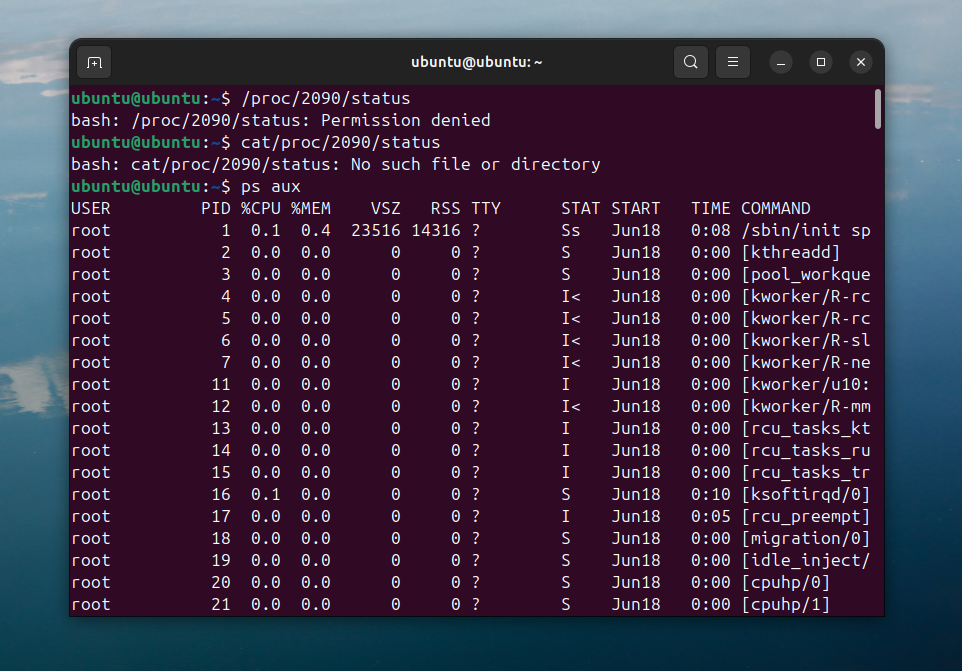 ubuntu@ubuntu: ~
ubuntu@ubuntu:~$ /proc/2090/status
bash: /proc/2090/status: Permission denied
ubuntu@ubuntu:~$ cat/proc/2090/status
bash: cat/proc/2090/status: No such file or directory
ubuntu@ubuntu:~$ ps aux
USER PID %CPU %MEM VSZ RSS TTY STAT START TIME COMMAND
root 1 0.1 0.4 23516 14316 ? Ss Jun18 0:08 /sbin/init sp
root 2 0.0 0.0 0 0 ? S Jun18 0:00 [kthreadd]
root 3 0.0 0.0 0 0 ? S Jun18 0:00 [pool_workque
root 4 0.0 0.0 0 0 ? I< Jun18 0:00 [kworker/R-rc
root 5 0.0 0.0 0 0 ? I< Jun18 0:00 [kworker/R-rc
root 6 0.0 0.0 0 0 ? I< Jun18 0:00 [kworker/R-sl
root 7 0.0 0.0 0 0 ? I< Jun18 0:00 [kworker/R-ne
root 11 0.0 0.0 0 0 ? I Jun18 0:00 [kworker/u10:
root 12 0.0 0.0 0 0 ? I< Jun18 0:00 [kworker/R-mm
root 13 0.0 0.0 0 0 ? I Jun18 0:00 [rcu_tasks_kt
root 14 0.0 0.0 0 0 ? I Jun18 0:00 [rcu_tasks_ru
root 15 0.0 0.0 0 0 ? I Jun18 0:00 [rcu_tasks_tr
root 16 0.1 0.0 0 0 ? S Jun18 0:10 [ksoftirqd/0]
root 17 0.0 0.0 0 0 ? I Jun18 0:05 [rcu_preempt]
root 18 0.0 0.0 0 0 ? S Jun18 0:00 [migration/0]
root 19 0.0 0.0 0 0 ? S Jun18 0:00 [idle_inject/
root 20 0.0 0.0 0 0 ? S Jun18 0:00 [cpuhp/0]
root 21 0.0 0.0 0 0 ? S Jun18 0:00 [cpuhp/1]